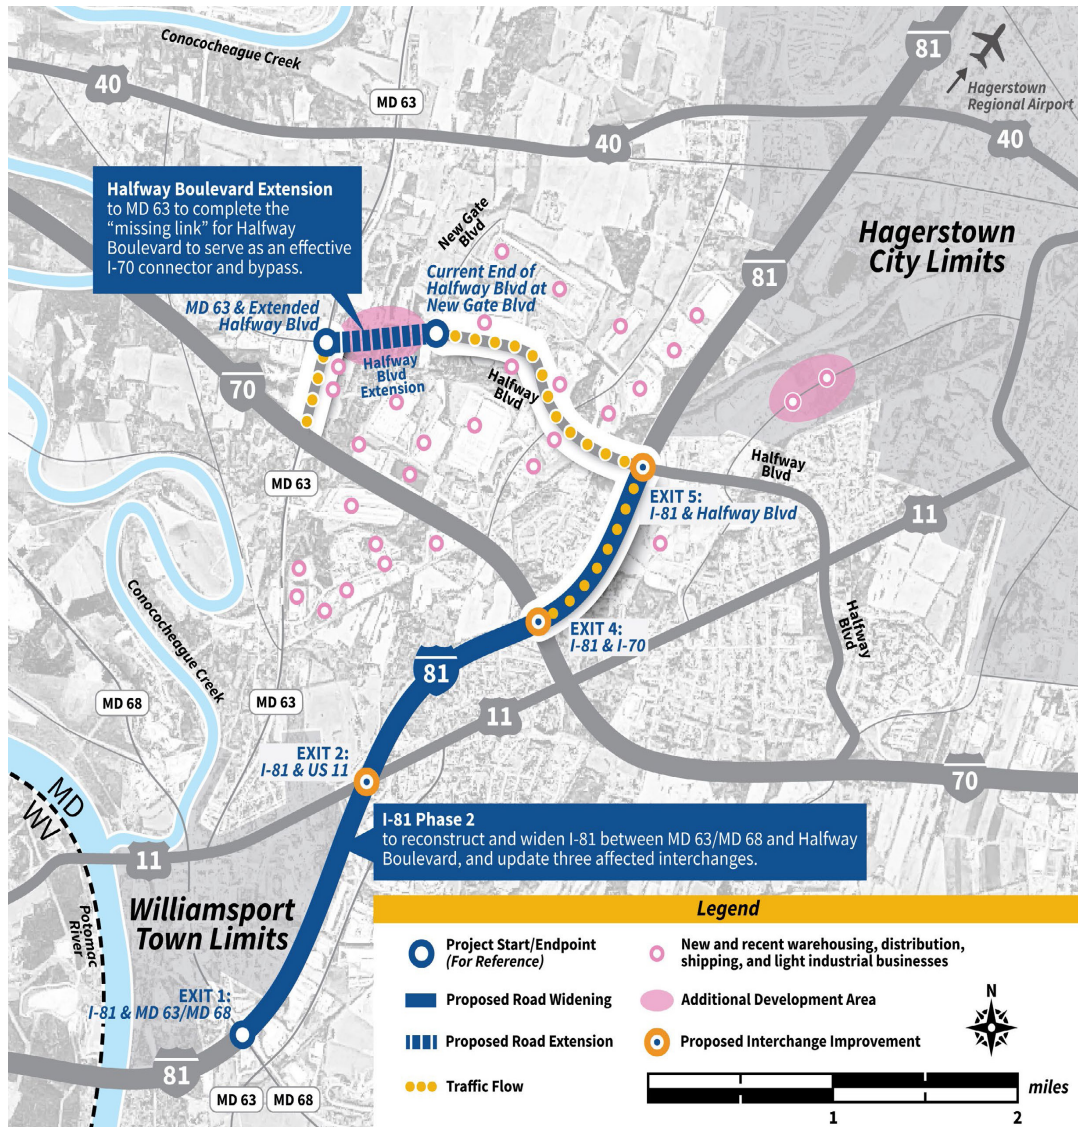 Conococheague Creek
81
Hagerstown
Regional Airport
40
MD 63
40
40
Halfway Boulevard Extension
to MD 63 to complete the
“missing link” for Halfway
Boulevard to serve as an effective
I-70 connector and bypass.
New Gate
Blvd
Hagerstown
City Limits
Current End of
Halfway Blvd at
New Gate Blvd
81
MD 63 & Extended
Halfway Blvd
Halfway
Blvd
Extension
Halfway
Blvd
70
Halfway
Blvd
MD 63
EXIT 5:
I-81 & Halfway Blvd
11
Conococheague Creek
EXIT 4:
I-81 & I-70
Halfway
Blvd
81
MD 68
MD 63
11
EXIT 2:
I-81 & US 11
70
MD
WV
I-81 Phase 2
to reconstruct and widen I-81 between MD 63/MD 68 and Halfway
Boulevard, and update three affected interchanges.
11
Williamsport
Town Limits
Potomac
River
EXIT 1:
I-81 & MD 63/MD 68
81
MD 63
MD 68
Legend
Project Start/Endpoint
(For Reference)
Proposed Road Widening
Proposed Road Extension
Traffic Flow
New and recent warehousing, distribution,
shipping, and light industrial businesses
Additional Development Area
Proposed Interchange Improvement
N
miles
1
2